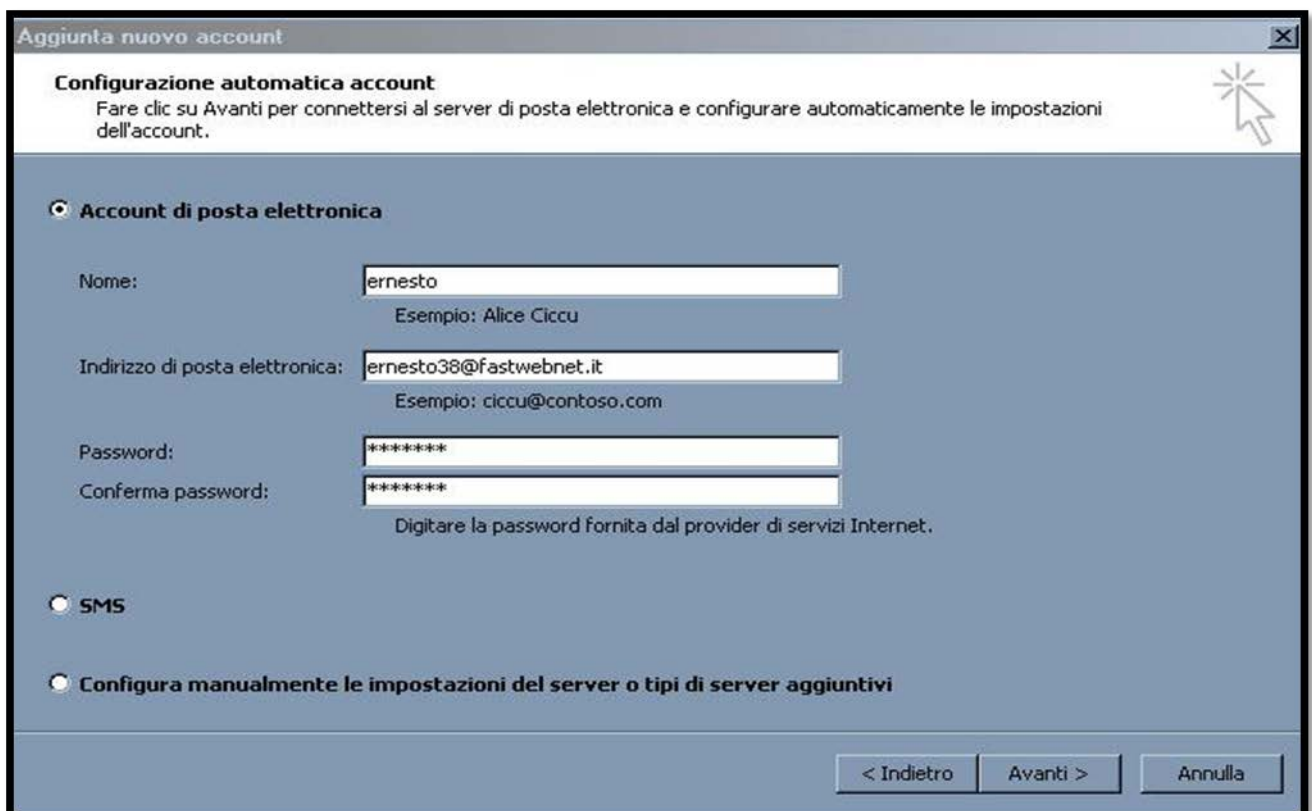 Aggiunta nuovo account
Configurazione automatica account
Fare clic su Avanti per connettersi al server di posta elettronica e configurare automaticamente le impostazioni
dell'account.
Account di posta elettronica
Nome: ernesto
Esempio: Alice Ciccu
Indirizzo di posta elettronica: ernesto38@fastwebnet.it
Esempio: ciccu@contoso.com
Password: *******
Conferma password: *******
Digitare la password fornita dal provider di servizi Internet.
SMS
Configura manualmente le impostazioni del server o tipi di server aggiuntivi
< Indietro Avanti > Annulla